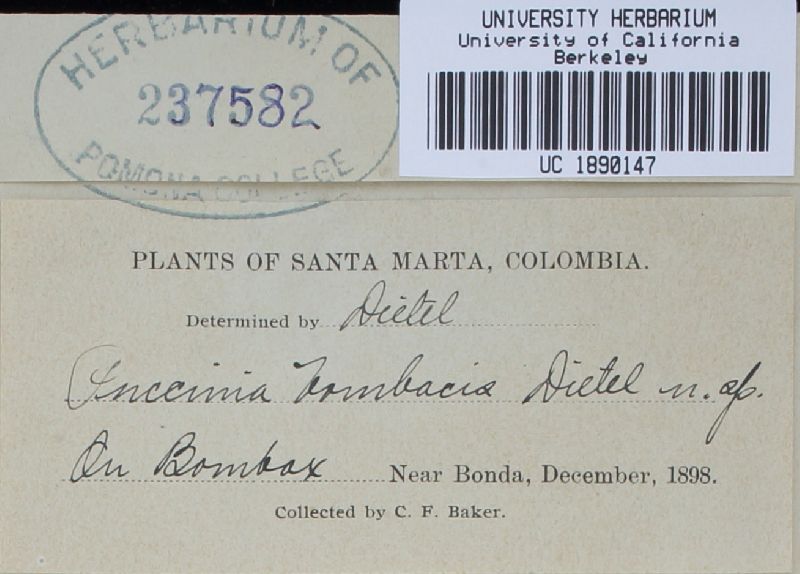 HERBARIUM OF
237582
POMONA COLLEGE
UNIVERSITY HERBARIUM
University of California
Berkeley
UC 1890147
PLANTS OF SANTA MARTA, COLOMBIA.
Determined by Dietel
Puccinia bombacis Dietel n. sp.
On Bombax Near Bonda, December, 1898.
Collected by C. F. Baker.